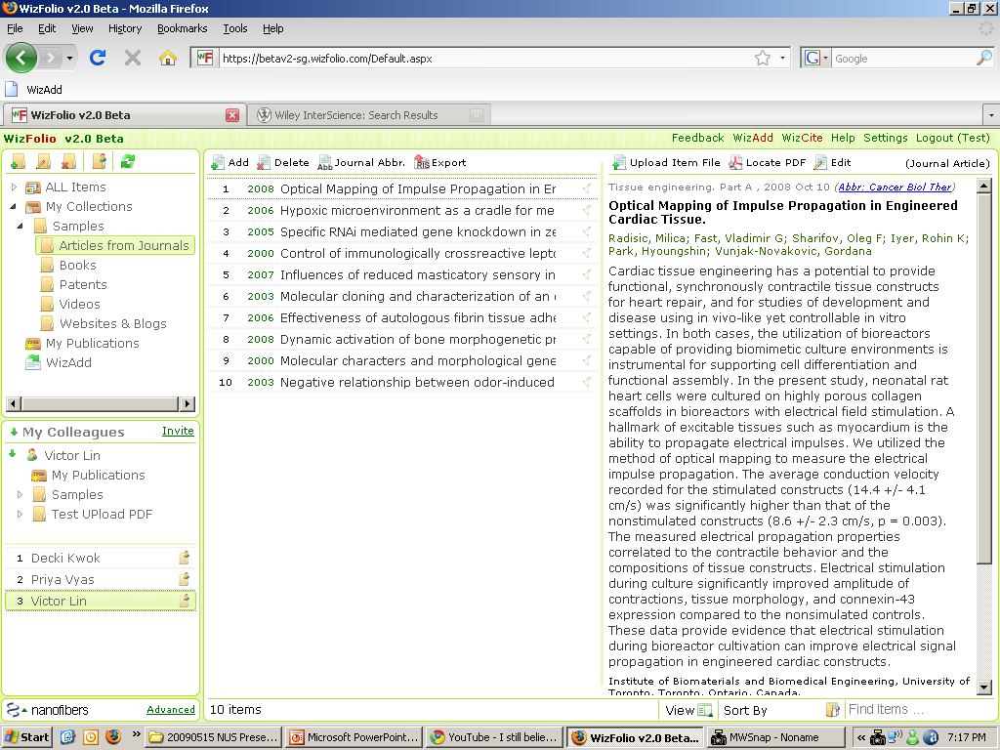 WizFolio v2.0 Beta - Mozilla Firefox
File Edit View History Bookmarks Tools Help
https://betav2-sg.wizfolio.com/Default.aspx
Google
WizAdd
WizFolio v2.0 Beta
Wiley InterScience: Search Results
WizFolio v2.0 Beta
Feedback WizAdd WizCite Help Settings Logout (Test)
ALL Items
My Collections
Samples
Articles from Journals
Books
Patents
Videos
Websites & Blogs
My Publications
WizAdd
My Colleagues Invite
Victor Lin
My Publications
Samples
Test UPload PDF
1 Decki Kwok
2 Priya Vyas
3 Victor Lin
nanofibers Advanced
Add Delete Journal Abbr. Export
1 2008 Optical Mapping of Impulse Propagation in Er
2 2006 Hypoxic microenvironment as a cradle for me
3 2005 Specific RNAi mediated gene knockdown in ze
4 2000 Control of immunologically crossreactive lepto
5 2007 Influences of reduced masticatory sensory in
6 2003 Molecular cloning and characterization of an
7 2006 Effectiveness of autologous fibrin tissue adhe
8 2008 Dynamic activation of bone morphogenetic pr
9 2000 Molecular characters and morphological gene
10 2003 Negative relationship between odor-induced
10 items
Upload Item File Locate PDF Edit (Journal Article)
Tissue engineering. Part A , 2008 Oct 10 (Abbr: Cancer Biol Ther)
Optical Mapping of Impulse Propagation in Engineered
Cardiac Tissue.
Radisic, Milica; Fast, Vladimir G; Sharifov, Oleg F; Iyer, Rohin K;
Park, Hyoungshin; Vunjak-Novakovic, Gordana
Cardiac tissue engineering has a potential to provide
functional, synchronously contractile tissue constructs
for heart repair, and for studies of development and
disease using in vivo-like yet controllable in vitro
settings. In both cases, the utilization of bioreactors
capable of providing biomimetic culture environments is
instrumental for supporting cell differentiation and
functional assembly. In the present study, neonatal rat
heart cells were cultured on highly porous collagen
scaffolds in bioreactors with electrical field stimulation. A
hallmark of excitable tissues such as myocardium is the
ability to propagate electrical impulses. We utilized the
method of optical mapping to measure the electrical
impulse propagation. The average conduction velocity
recorded for the stimulated constructs (14.4 +/- 4.1
cm/s) was significantly higher than that of the
nonstimulated constructs (8.6 +/- 2.3 cm/s, p = 0.003).
The measured electrical propagation properties
correlated to the contractile behavior and the
compositions of tissue constructs. Electrical stimulation
during culture significantly improved amplitude of
contractions, tissue morphology, and connexin-43
expression compared to the nonsimulated controls.
These data provide evidence that electrical stimulation
during bioreactor cultivation can improve electrical signal
propagation in engineered cardiac constructs.
Institute of Biomaterials and Biomedical Engineering, University of
Toronto, Toronto, Ontario, Canada.
View Sort By Find Items ...
Start » 20090515 NUS Prese... Microsoft PowerPoint... YouTube - I still belie... WizFolio v2.0 Beta... MWSnap - Noname « 7:17 PM